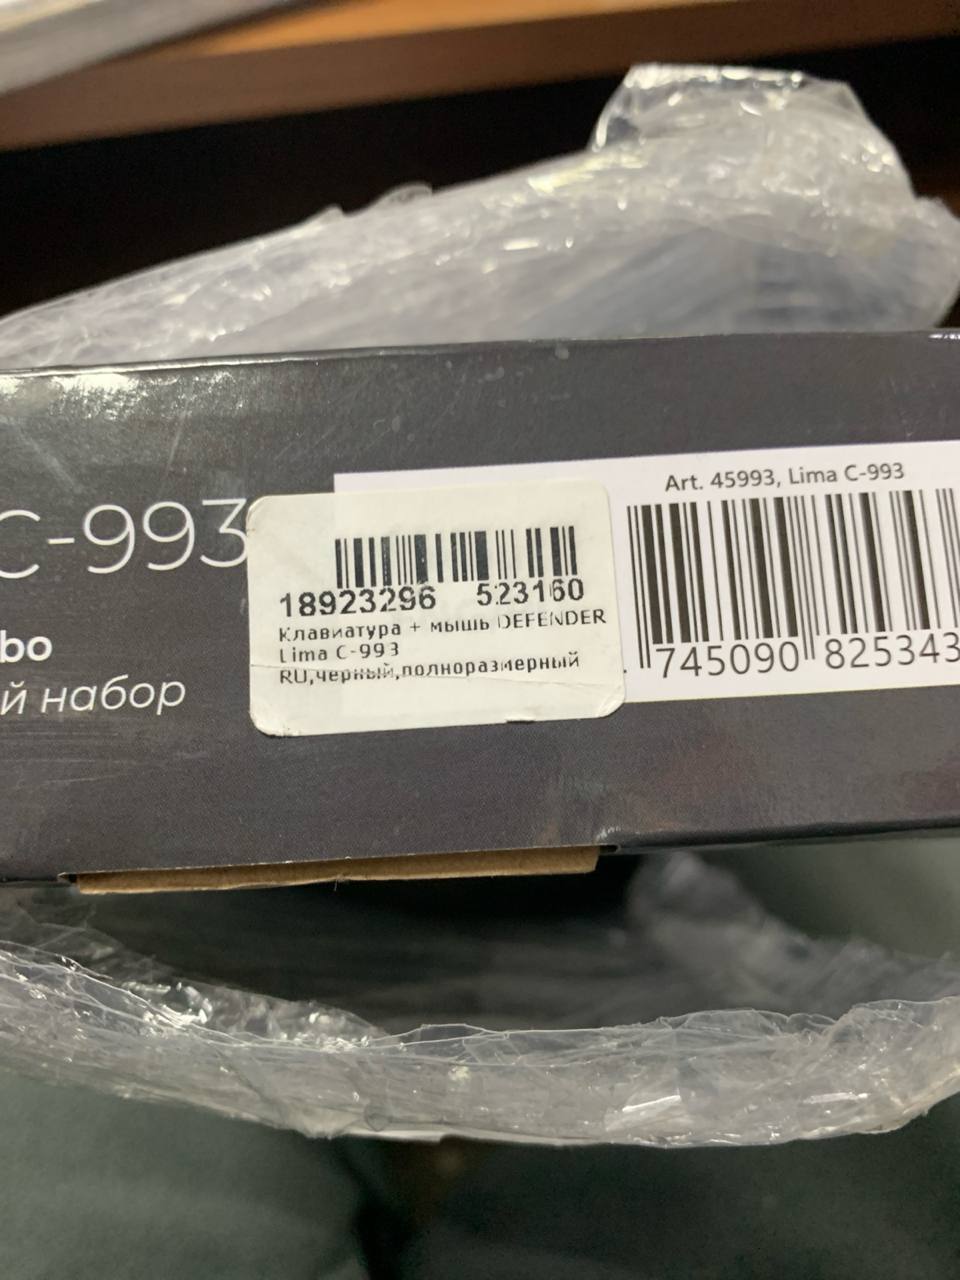 C-993
bo
й набор
18923296 523160
Клавиатура + мышь DEFENDER
Lima C-993
RU,черный,полноразмерный
Art. 45993, Lima C-993
745090 825343